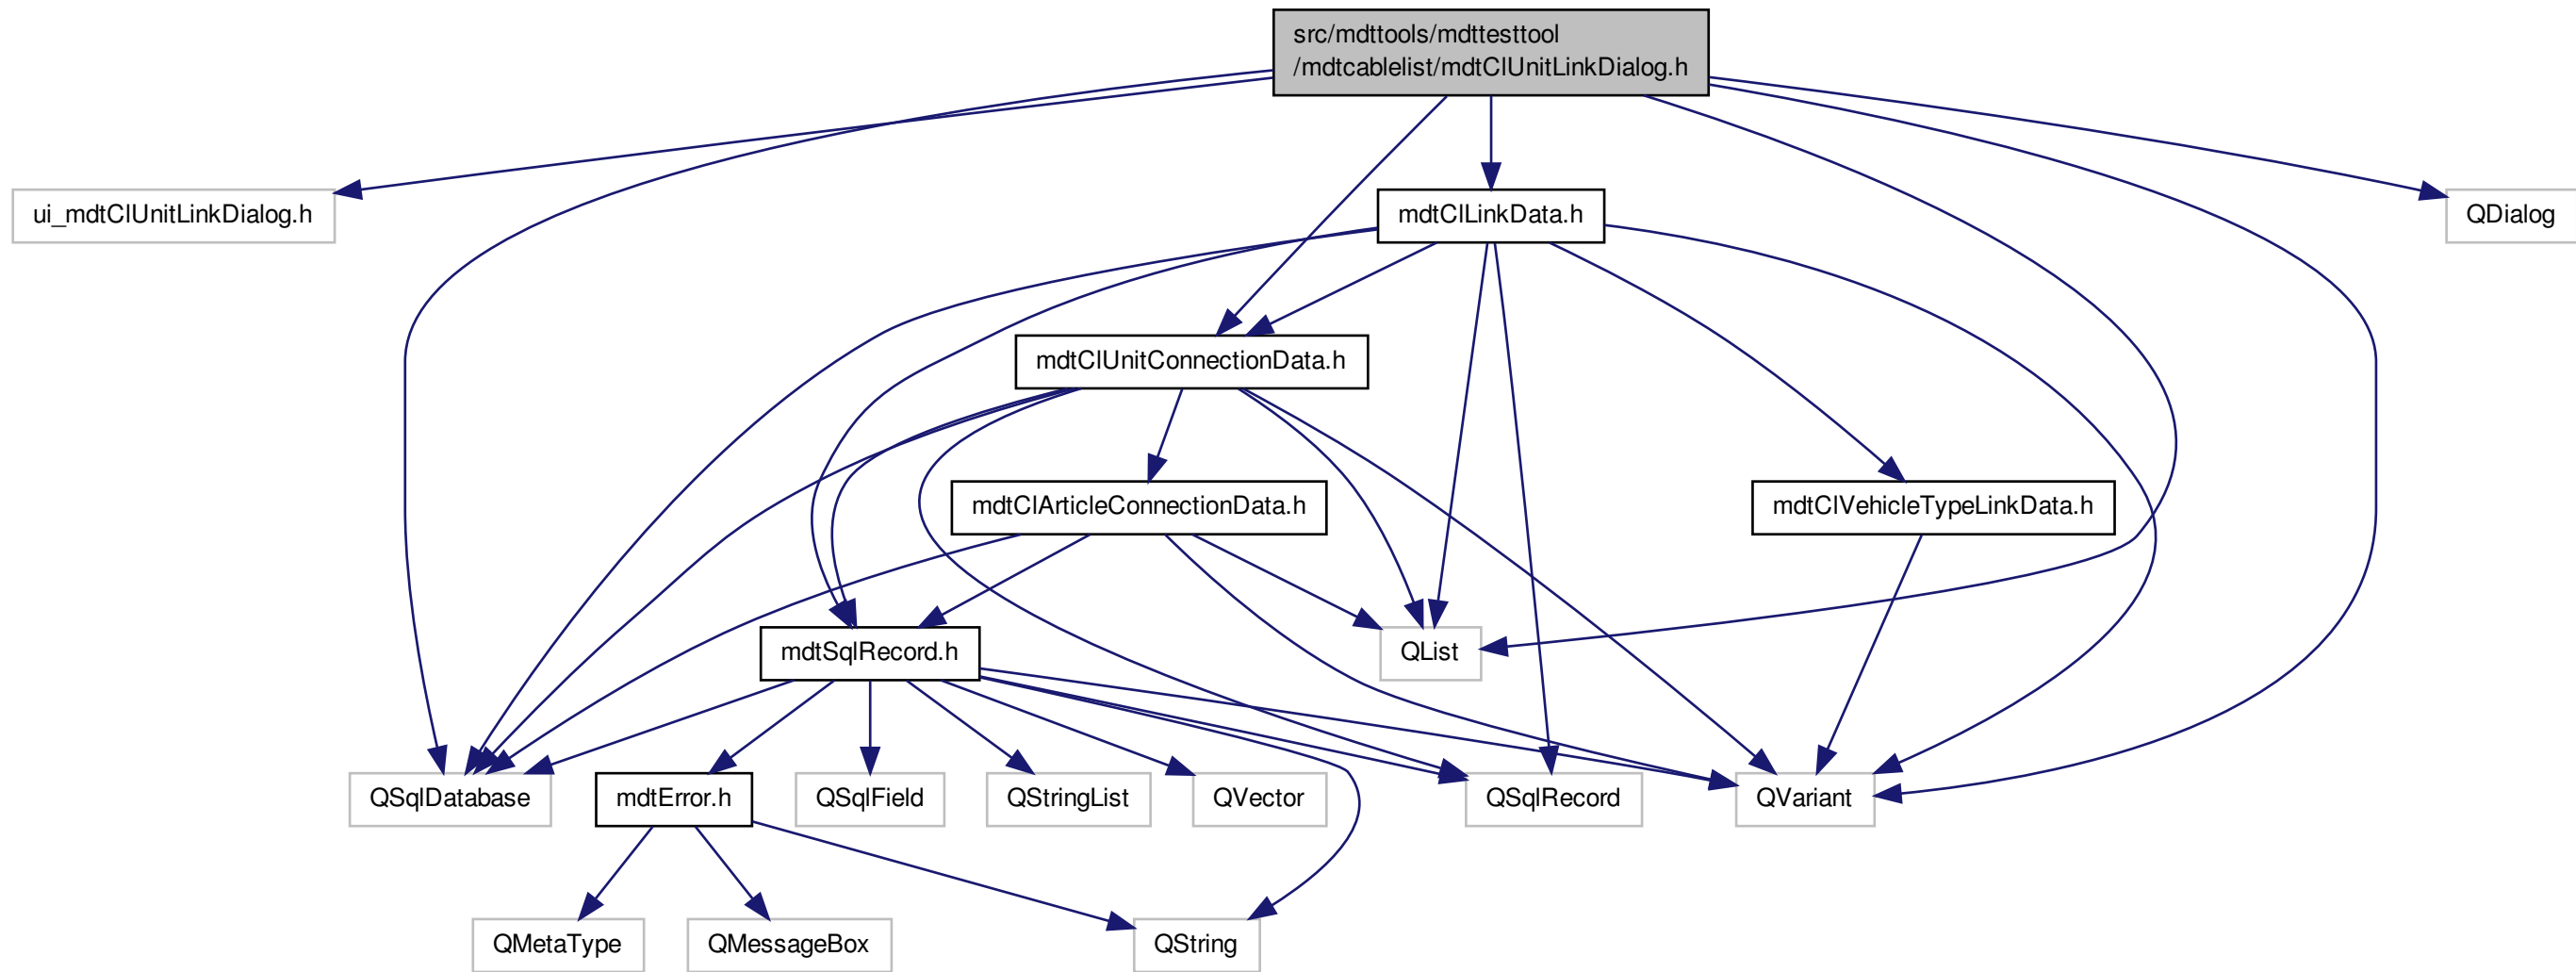 src/mdttools/mdttesttool
/mdtcablelist/mdtClUnitLinkDialog.h
ui_mdtClUnitLinkDialog.h
mdtClLinkData.h
QDialog
mdtClUnitConnectionData.h
mdtClArticleConnectionData.h
mdtClVehicleTypeLinkData.h
mdtSqlRecord.h
QList
QSqlDatabase
mdtError.h
QSqlField
QStringList
QVector
QSqlRecord
QVariant
QMetaType
QMessageBox
QString